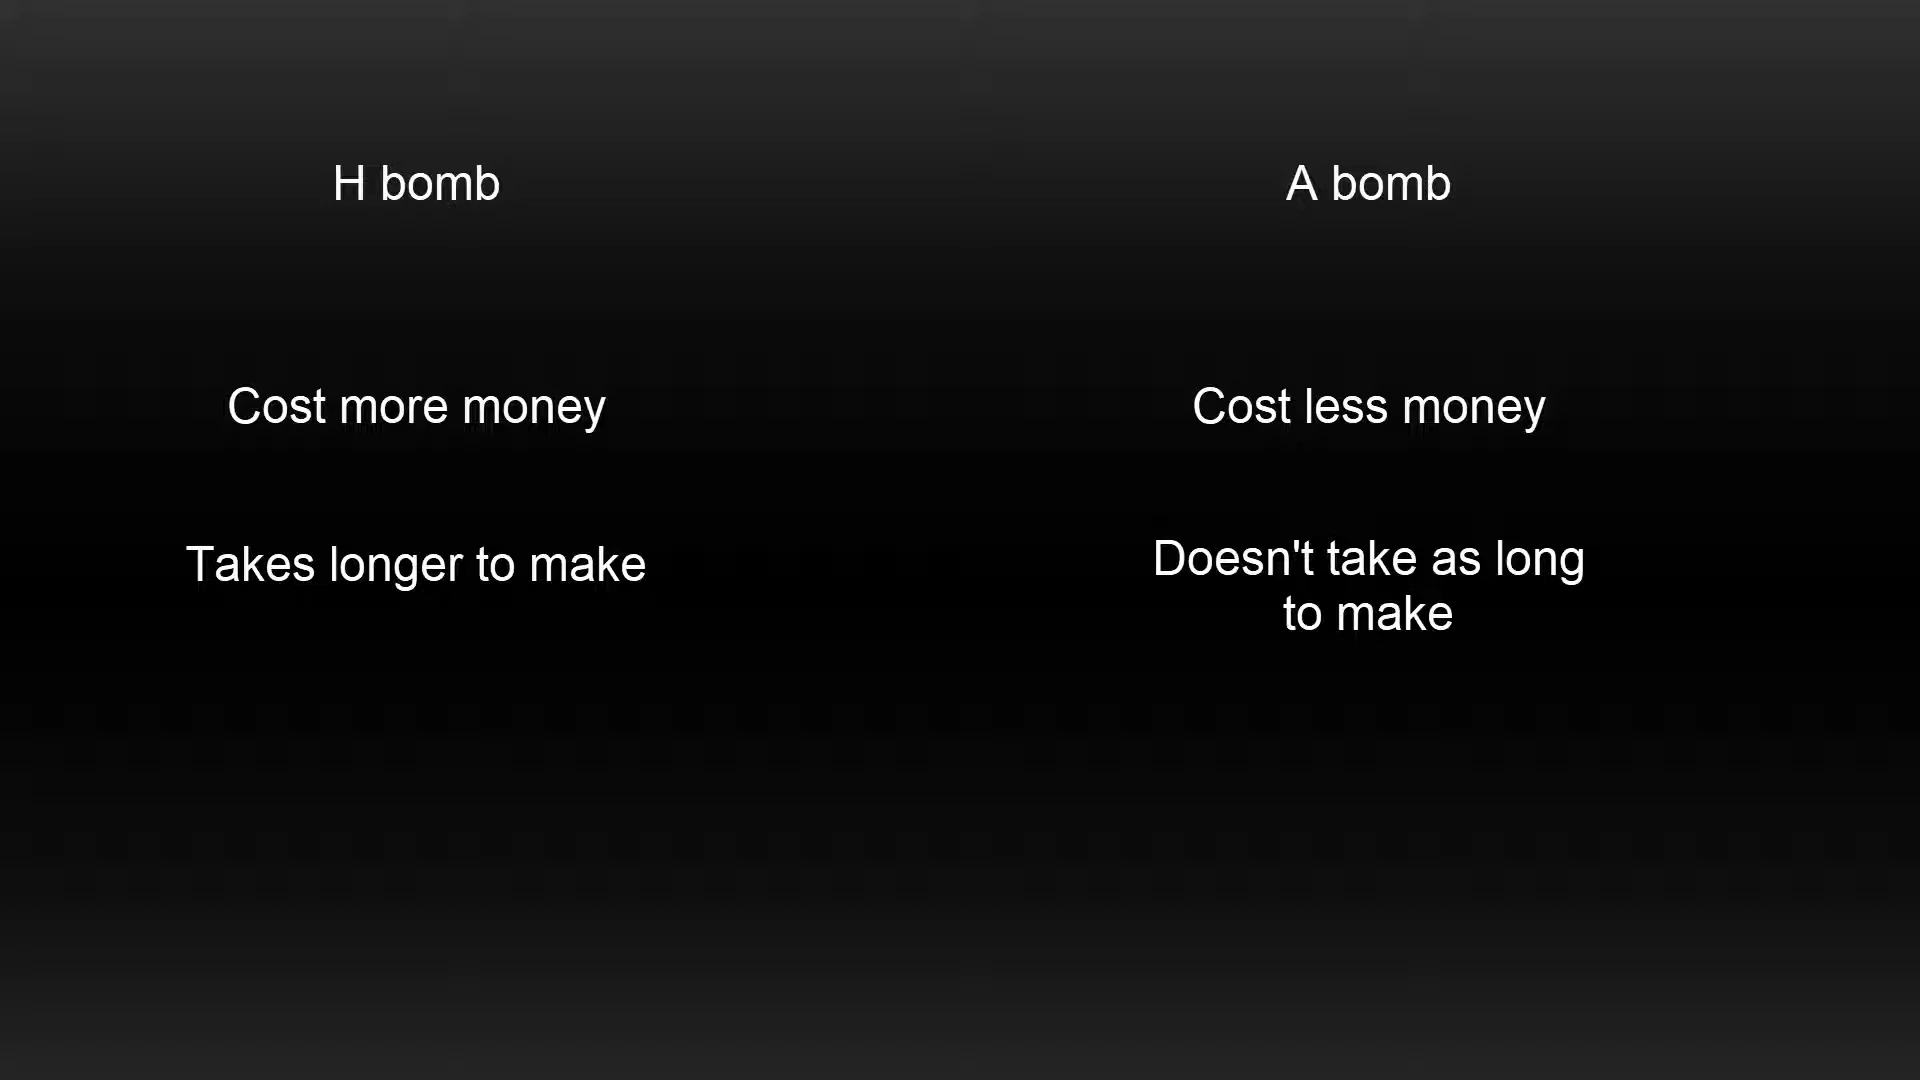 H bomb
A bomb
Cost more money
Cost less money
Takes longer to make
Doesn't take as long
to make